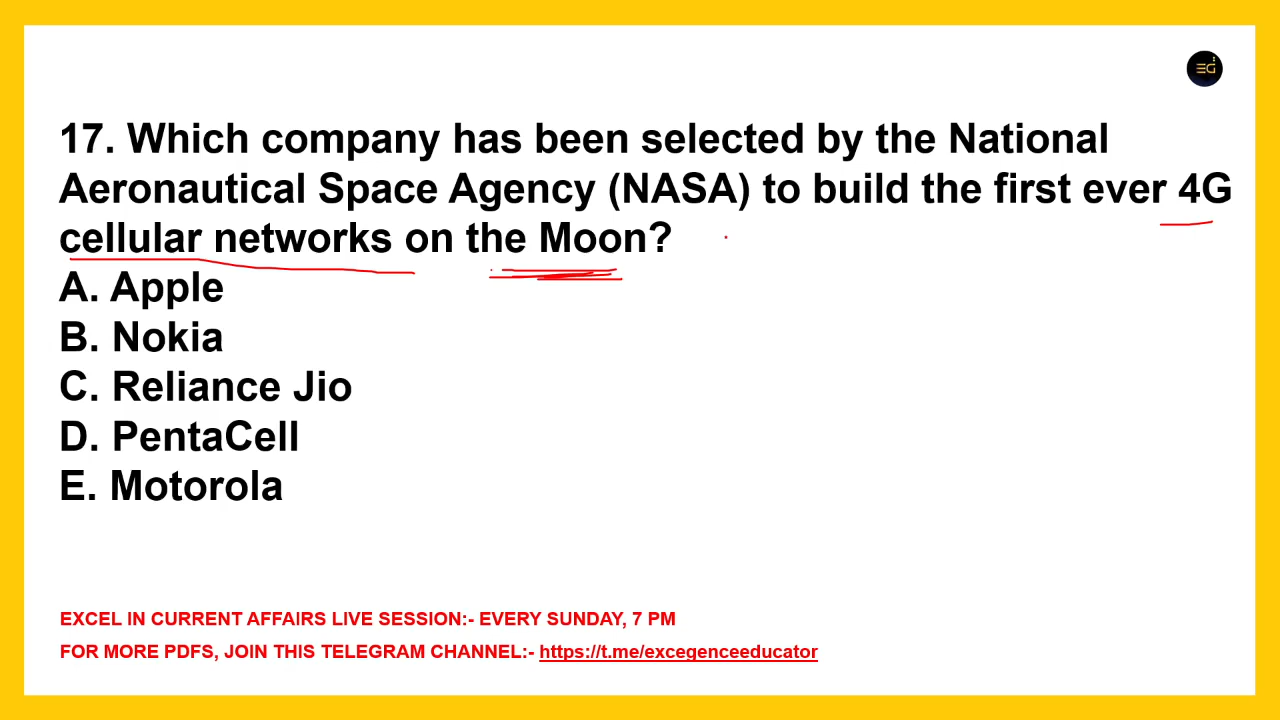 17. Which company has been selected by the National
Aeronautical Space Agency (NASA) to build the first ever 4G
cellular networks on the Moon?
A. Apple
B. Nokia
C. Reliance Jio
D. PentaCell
E. Motorola
EXCEL IN CURRENT AFFAIRS LIVE SESSION:- EVERY SUNDAY, 7 PM
FOR MORE PDFS, JOIN THIS TELEGRAM CHANNEL:- https://t.me/excegenceeducator